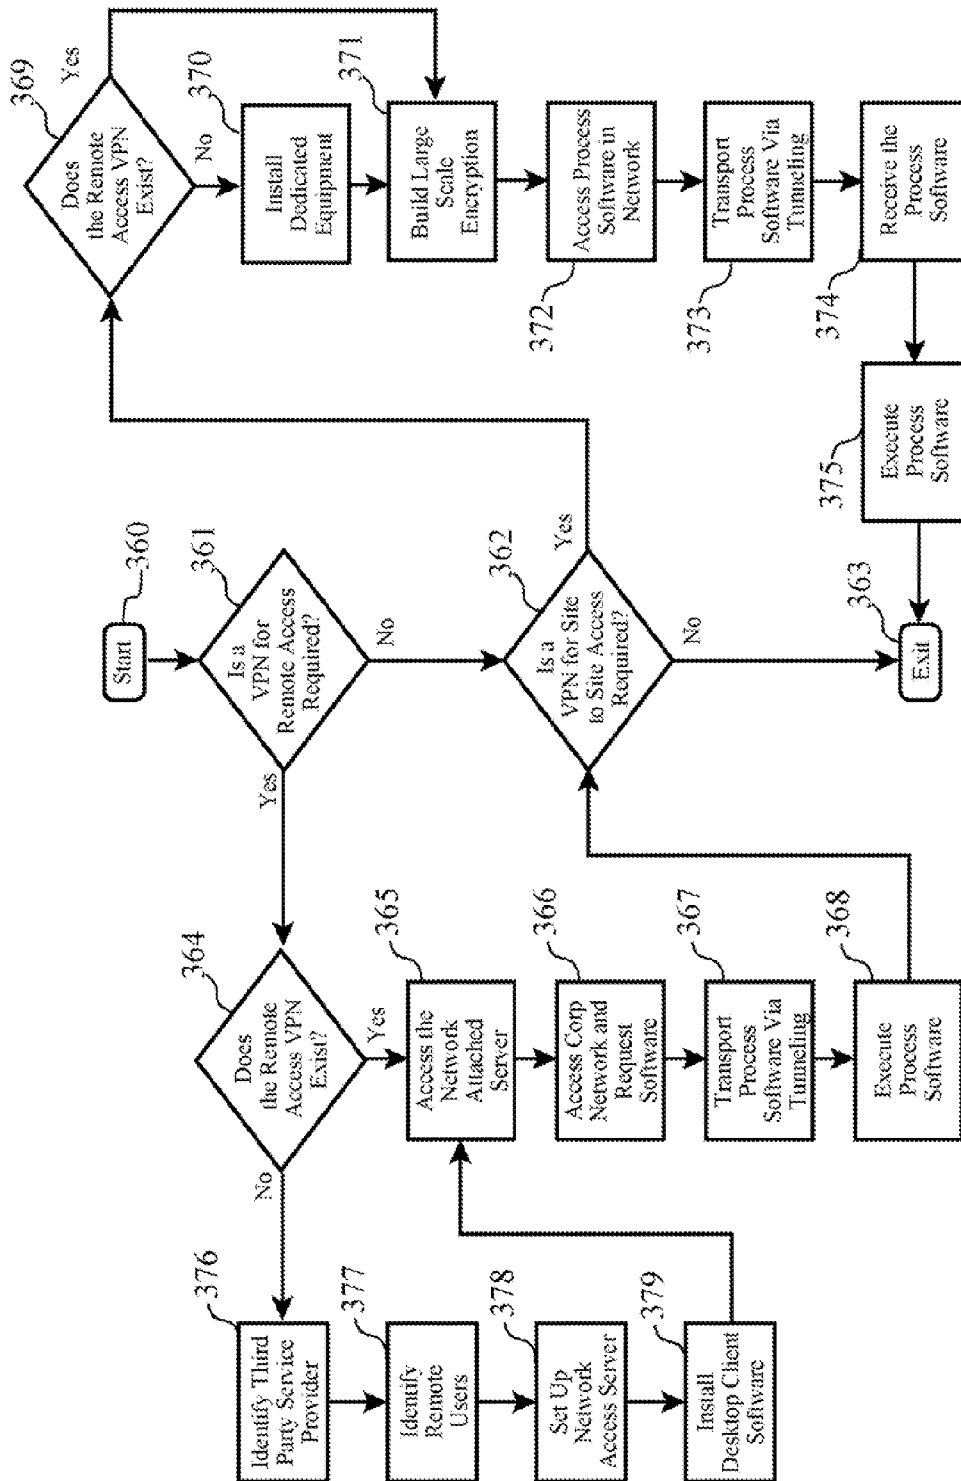 360
Start
361
Is a
VPN for
Remote Access
Required?
Yes
No
362
Is a
VPN for Site
to Site Access
Required?
Yes
No
363
Exit
364
Does
the Remote
Access VPN
Exist?
No
Yes
365
Access the
Network
Attached
Server
366
Access Corp
Network and
Request
Software
367
Transport
Process
Software Via
Tunneling
368
Execute
Process
Software
369
Does
the Remote
Access VPN
Exist?
Yes
No
370
Install
Dedicated
Equipment
371
Build Large
Scale
Encryption
372
Access Process
Software in
Network
373
Transport
Process
Software Via
Tunneling
374
Receive the
Process
Software
375
Execute
Process
Software
376
Identify Third
Party Service
Provider
377
Identify
Remote
Users
378
Set Up
Network
Access Server
379
Install
Desktop Client
Software